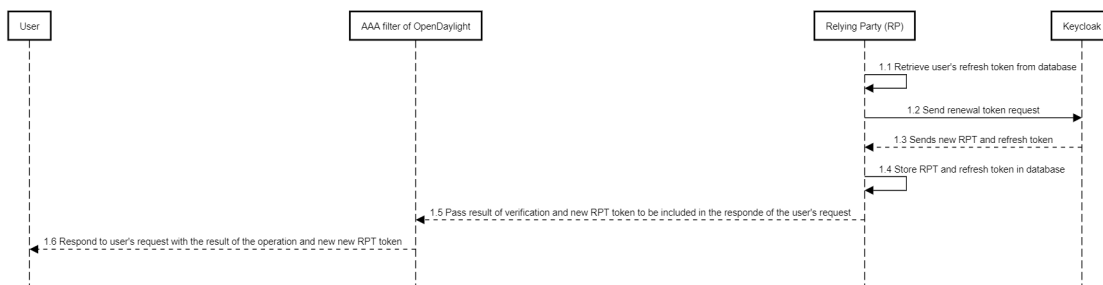 User
AAA filter of OpenDaylight
Relying Party (RP)
Keycloak
1.1 Retrieve user's refresh token from database
1.2 Send renewal token request
1.3 Sends new RPT and refresh token
1.4 Store RPT and refresh token in database
1.5 Pass result of verification and new RPT token to be included in the responde of the user's request
1.6 Respond to user's request with the result of the operation and new new RPT token